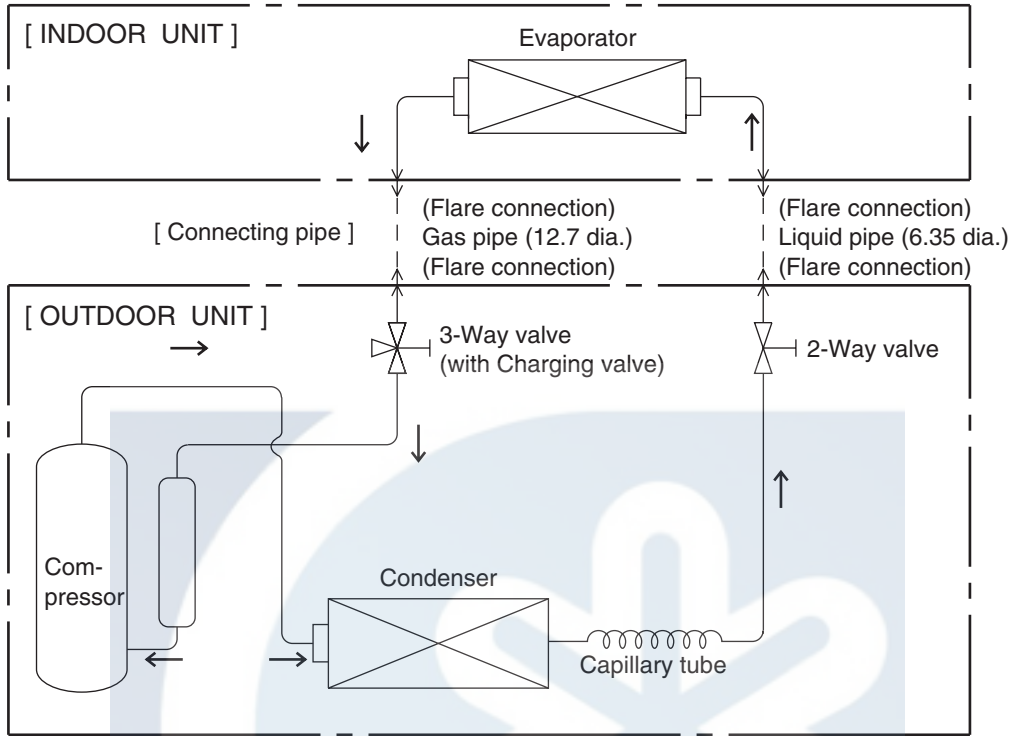 [ INDOOR UNIT ]
Evaporator
[ Connecting pipe ]
(Flare connection)
Gas pipe (12.7 dia.)
(Flare connection)
(Flare connection)
Liquid pipe (6.35 dia.)
(Flare connection)
[ OUTDOOR UNIT ]
3-Way valve
(with Charging valve)
2-Way valve
Com-
pressor
Condenser
Capillary tube